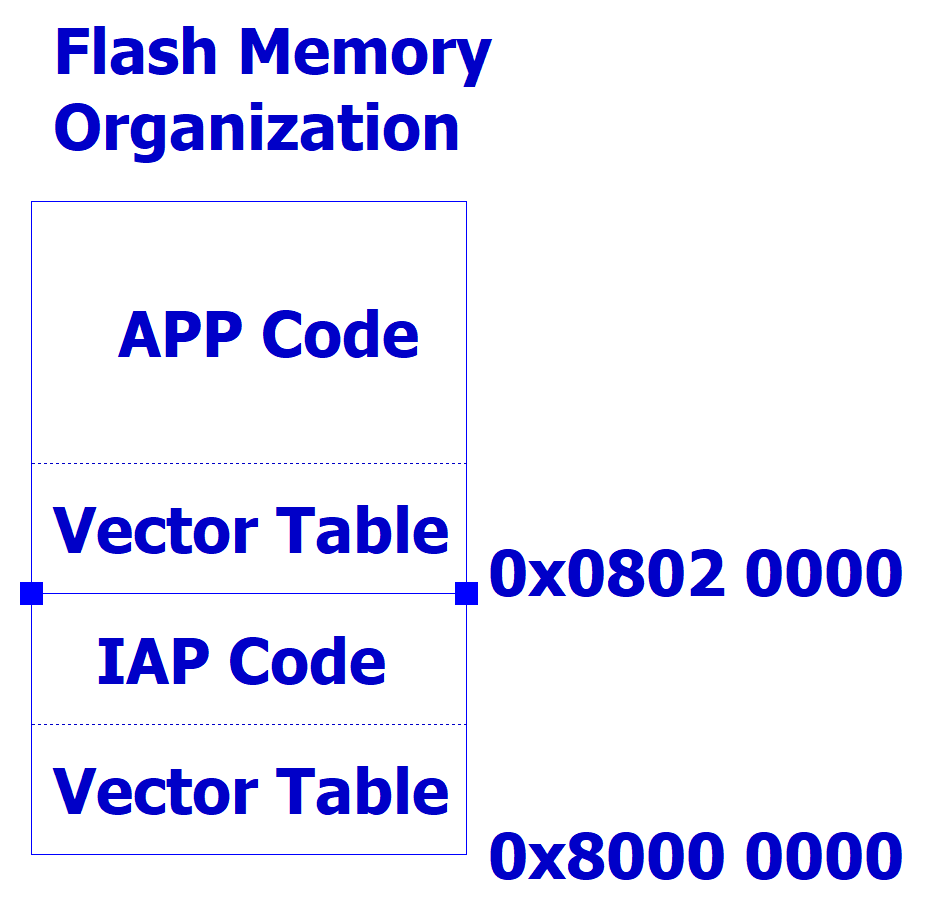 Flash Memory
Organization
APP Code
Vector Table
0x0802 0000
IAP Code
Vector Table
0x8000 0000